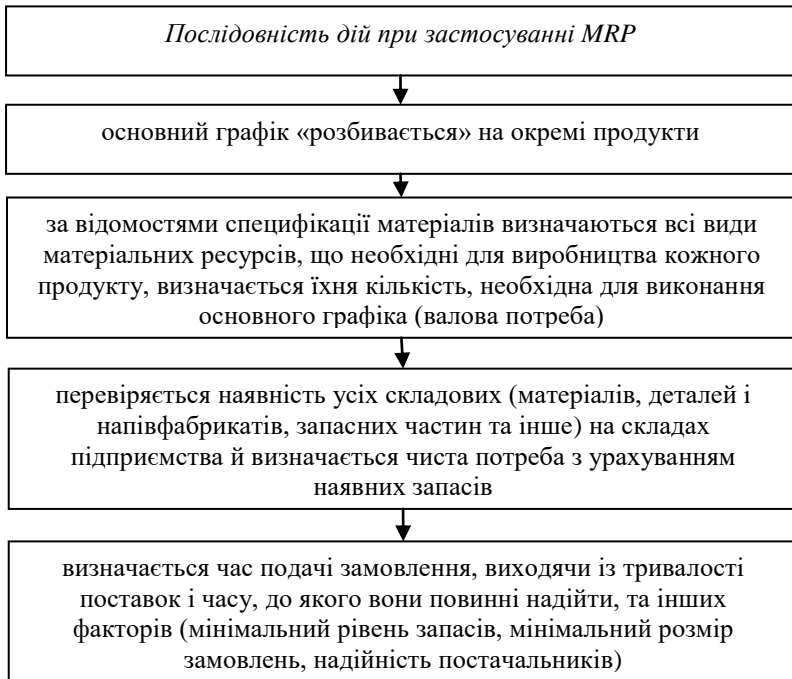 Послідовність дій при застосуванні MRP
основний графік «розбивається» на окремі продукти
за відомостями специфікації матеріалів визначаються всі види
матеріальних ресурсів, що необхідні для виробництва кожного
продукту, визначається їхня кількість, необхідна для виконання
основного графіка (валова потреба)
перевіряється наявність усіх складових (матеріалів, деталей і
напівфабрикатів, запасних частин та інше) на складах
підприємства й визначається чиста потреба з урахуванням
наявних запасів
визначається час подачі замовлення, виходячи із тривалості
поставок і часу, до якого вони повинні надійти, та інших
факторів (мінімальний рівень запасів, мінімальний розмір
замовлень, надійність постачальників)